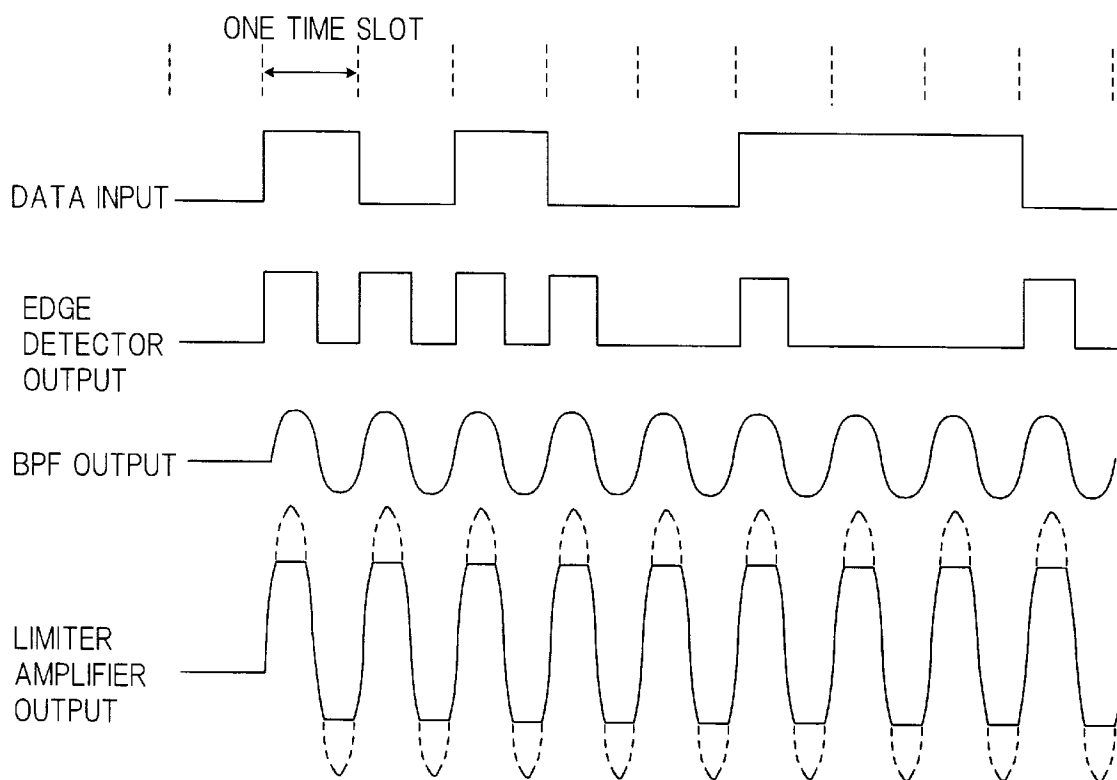 ONE TIME SLOT
DATA INPUT
EDGE
DETECTOR
OUTPUT
BPF OUTPUT
LIMITER
AMPLIFIER
OUTPUT